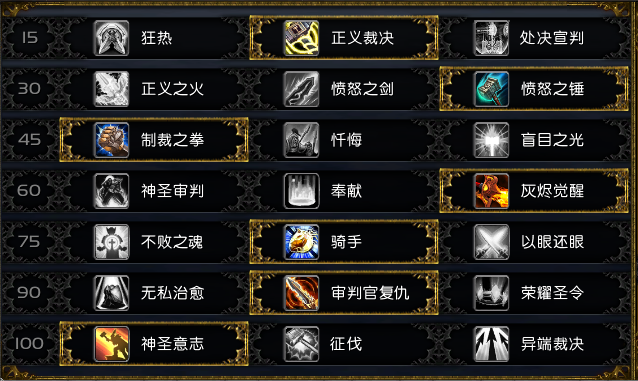 15 狂热 正义裁决 处决宣判
30 正义之火 愤怒之剑 愤怒之锤
45 制裁之拳 忏悔 盲目之光
60 神圣审判 奉献 灰烬觉醒
75 不败之魂 骑手 以眼还眼
90 无私治愈 审判官复仇 荣耀圣令
100 神圣意志 征伐 异端裁决